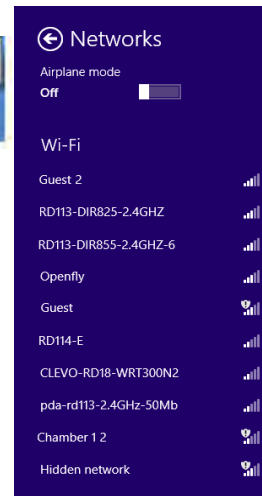 Networks
Airplane mode
Off
Wi-Fi
Guest 2
RD113-DIR825-2.4GHZ
RD113-DIR855-2.4GHZ-6
Openfly
Guest
RD114-E
CLEVO-RD18-WRT300N2
pda-rd113-2.4GHz-50Mb
Chamber 1 2
Hidden network